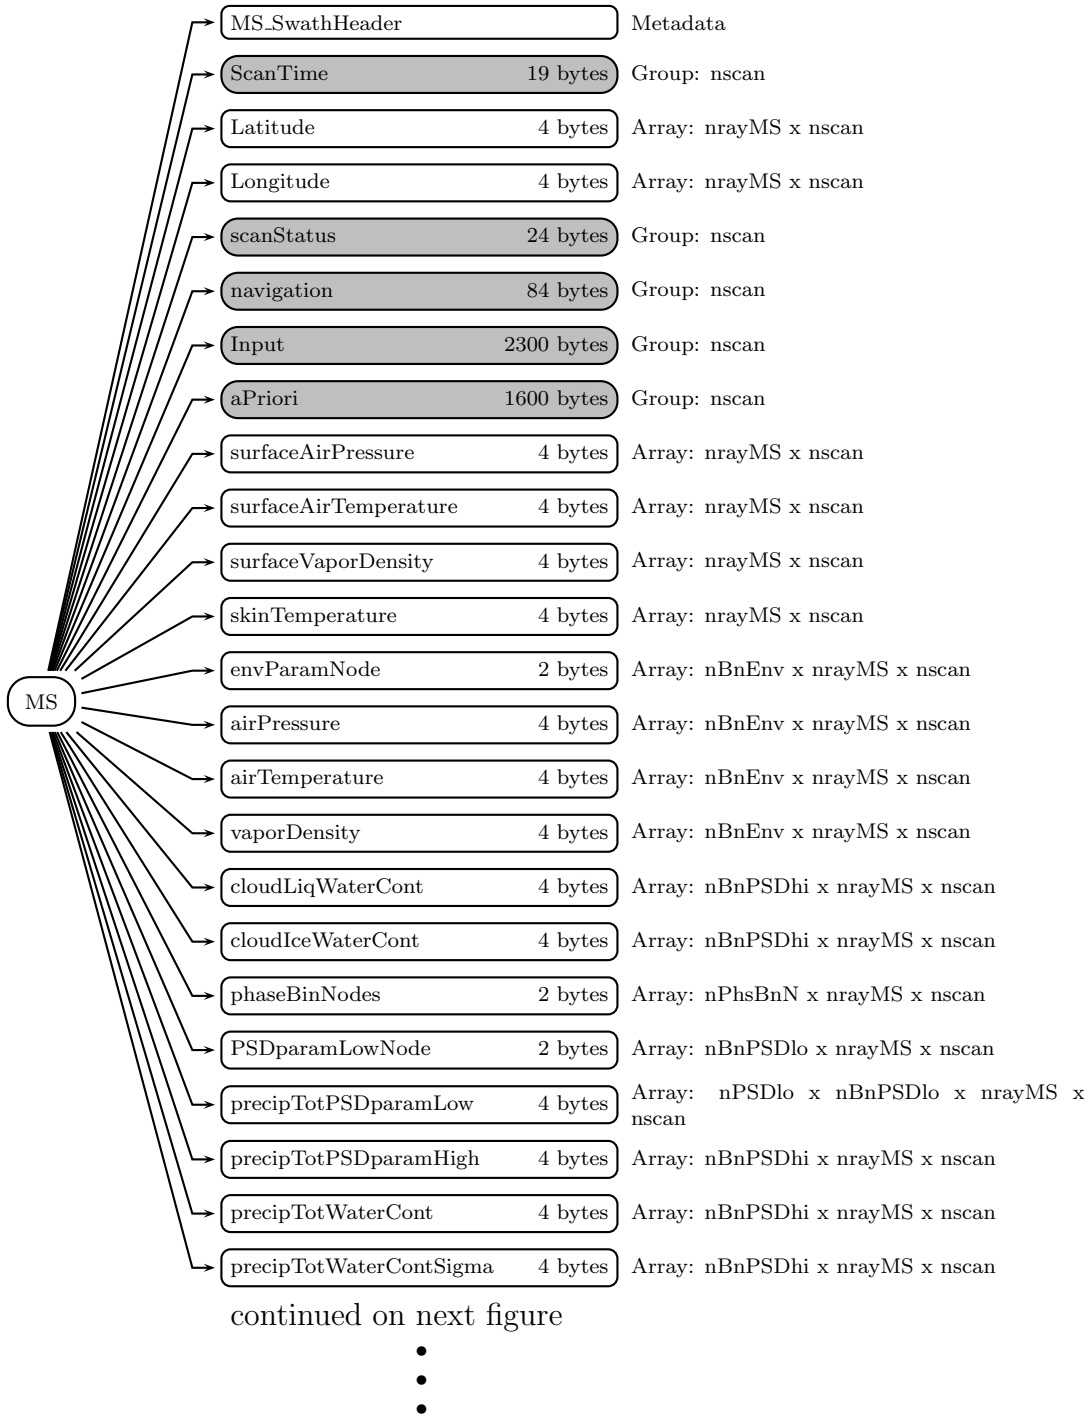 MS_SwathHeader Metadata
ScanTime 19 bytes Group: nscan
Latitude 4 bytes Array: nrayMS x nscan
Longitude 4 bytes Array: nrayMS x nscan
scanStatus 24 bytes Group: nscan
navigation 84 bytes Group: nscan
Input 2300 bytes Group: nscan
aPriori 1600 bytes Group: nscan
surfaceAirPressure 4 bytes Array: nrayMS x nscan
surfaceAirTemperature 4 bytes Array: nrayMS x nscan
surfaceVaporDensity 4 bytes Array: nrayMS x nscan
skinTemperature 4 bytes Array: nrayMS x nscan
envParamNode 2 bytes Array: nBnEnv x nrayMS x nscan
MS
airPressure 4 bytes Array: nBnEnv x nrayMS x nscan
airTemperature 4 bytes Array: nBnEnv x nrayMS x nscan
vaporDensity 4 bytes Array: nBnEnv x nrayMS x nscan
cloudLiqWaterCont 4 bytes Array: nBnPSDhi x nrayMS x nscan
cloudIceWaterCont 4 bytes Array: nBnPSDhi x nrayMS x nscan
phaseBinNodes 2 bytes Array: nPhsBnN x nrayMS x nscan
PSDparamLowNode 2 bytes Array: nBnPSDlo x nrayMS x nscan
precipTotPSDparamLow 4 bytes Array: nPSDlo x nBnPSDlo x nrayMS x
nscan
precipTotPSDparamHigh 4 bytes Array: nBnPSDhi x nrayMS x nscan
precipTotWaterCont 4 bytes Array: nBnPSDhi x nrayMS x nscan
precipTotWaterContSigma 4 bytes Array: nBnPSDhi x nrayMS x nscan
continued on next figure